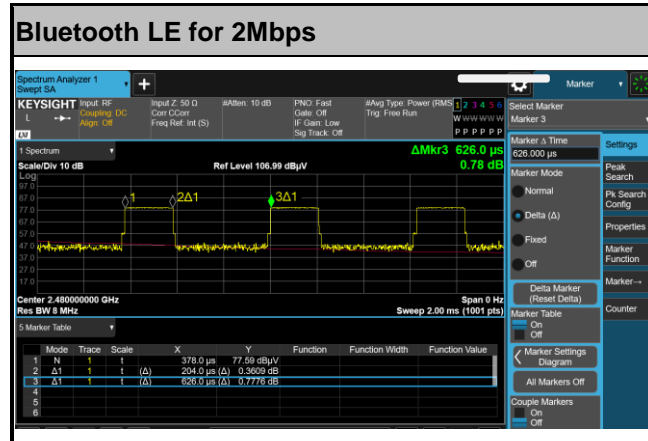 Bluetooth LE for 2Mbps
Spectrum Analyzer 1
Swept SA
+
Marker
KEYSIGHT
L
LXI
Input: RF
Coupling: DC
Align: Off
Input Z: 50 Ω
Corr CCorr
Freq Ref: Int (S)
#Atten: 10 dB
PNO: Fast
Gate: Off
IF Gain: Low
Sig Track: Off
#Avg Type: Power (RMS
Trig: Free Run
1 2 3 4 5 6
W W W W W W
P P P P P P
Select Marker
Marker 3
1 Spectrum
Scale/Div 10 dB
Ref Level 106.99 dBµV
ΔMkr3 626.0 µs
0.78 dB
Log
97.0
87.0
77.0
67.0
57.0
47.0
37.0
27.0
17.0
1
2Δ1
3Δ1
Center 2.480000000 GHz
Res BW 8 MHz
Span 0 Hz
Sweep 2.00 ms (1001 pts)
5 Marker Table
Mode Trace Scale X Y Function Function Width Function Value
1 N 1 t 378.0 µs 77.59 dBµV
2 Δ1 1 t (Δ) 204.0 µs (Δ) 0.3609 dB
3 Δ1 1 t (Δ) 626.0 µs (Δ) 0.7776 dB
4
5
6
Marker Δ Time
626.000 µs
Marker Mode
Normal
Delta (Δ)
Fixed
Off
Delta Marker
(Reset Delta)
Marker Table
On
Off
Marker Settings
Diagram
All Markers Off
Couple Markers
On
Off
Settings
Peak
Search
Pk Search
Config
Properties
Marker
Function
Marker→
Counter